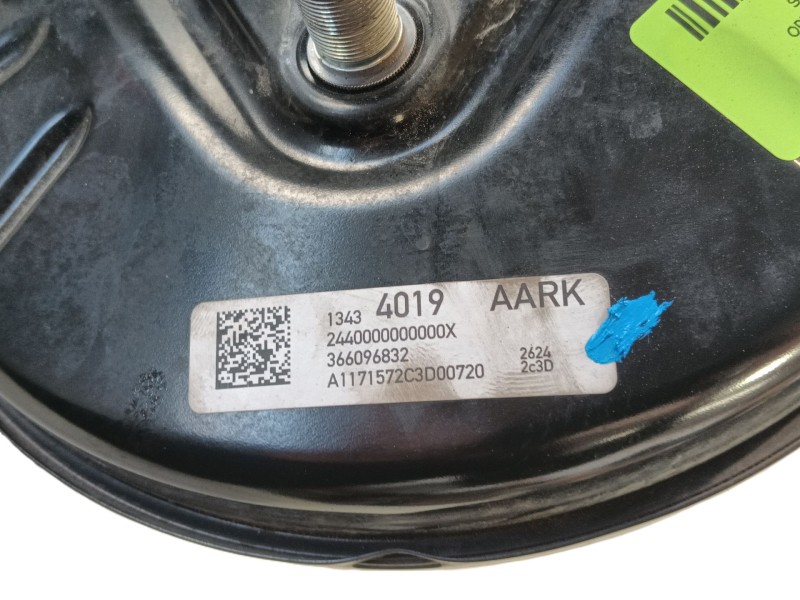 1343 4019 AARK
2440000000000X
366096832 2624
A1171572C3D00720 2c3D